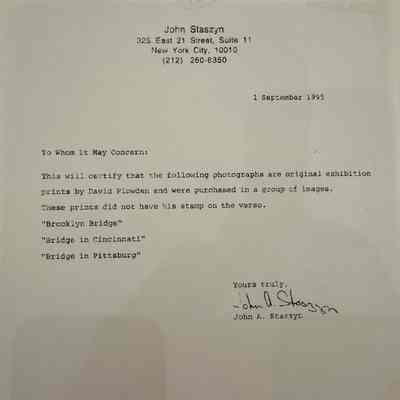 John Staszyn
325 East 21 Street, Suite 11
New York City, 10010
(212) 260-8350
1 September 1995
To Whom It May Concern:
This will certify that the following photographs are original exhibition
prints by David Plowden and were purchased in a group of images.
These prints did not have his stamp on the verso.
"Brooklyn Bridge"
"Bridge in Cincinnati"
"Bridge in Pittsburg"
Yours truly,
John A. Staszyn
John A. Staszyn